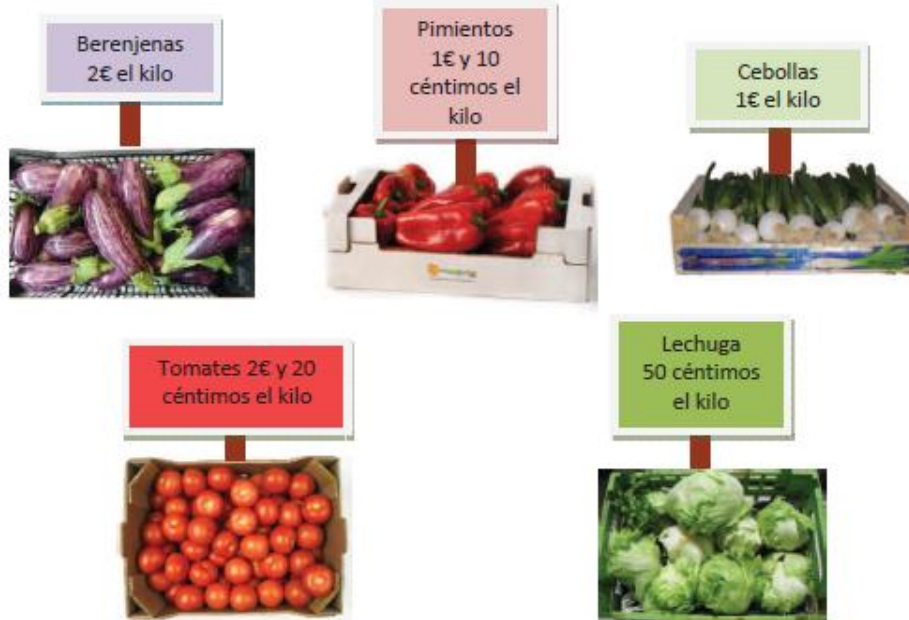 Berenjenas
2€ el kilo
Pimientos
1€ y 10
céntimos el
kilo
Cebollas
1€ el kilo
Tomates 2€ y 20
céntimos el kilo
Lechuga
50 céntimos
el kilo